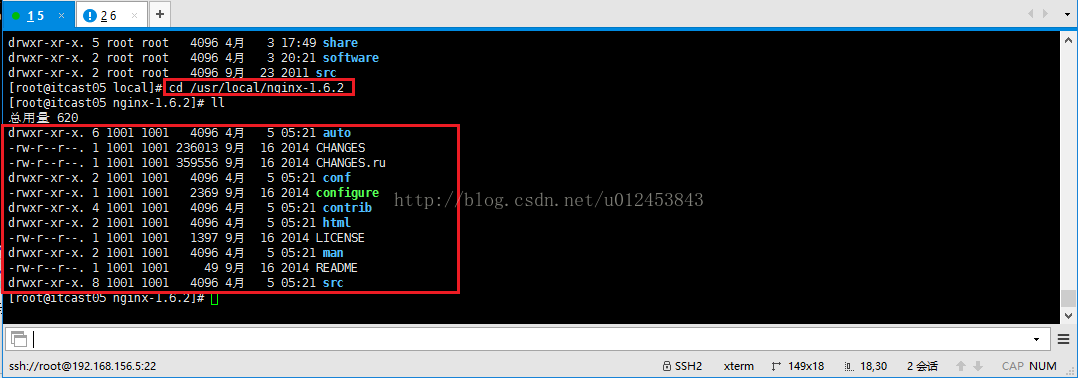 1 5 × 2 6 × +
drwxr-xr-x. 5 root root 4096 4月 3 17:49 share
drwxr-xr-x. 2 root root 4096 4月 3 20:21 software
drwxr-xr-x. 2 root root 4096 9月 23 2011 src
[root@itcast05 local]# cd /usr/local/nginx-1.6.2
[root@itcast05 nginx-1.6.2]# ll
总用量 620
drwxr-xr-x. 6 1001 1001 4096 4月 5 05:21 auto
-rw-r--r--. 1 1001 1001 236013 9月 16 2014 CHANGES
-rw-r--r--. 1 1001 1001 359556 9月 16 2014 CHANGES.ru
drwxr-xr-x. 2 1001 1001 4096 4月 5 05:21 conf
-rwxr-xr-x. 1 1001 1001 2369 9月 16 2014 configure
drwxr-xr-x. 4 1001 1001 4096 4月 5 05:21 contrib
drwxr-xr-x. 2 1001 1001 4096 4月 5 05:21 html
-rw-r--r--. 1 1001 1001 1397 9月 16 2014 LICENSE
drwxr-xr-x. 2 1001 1001 4096 4月 5 05:21 man
-rw-r--r--. 1 1001 1001 49 9月 16 2014 README
drwxr-xr-x. 8 1001 1001 4096 4月 5 05:21 src
[root@itcast05 nginx-1.6.2]#
http://blog.csdn.net/u012453843
ssh://root@192.168.156.5:22 SSH2 xterm 149x18 18,30 2 会话 CAP NUM